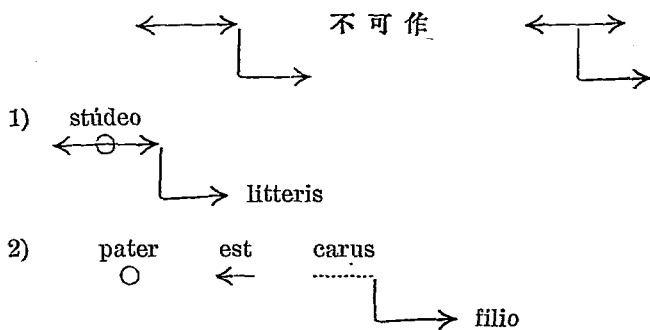 不可作
1) stúdeo
litteris
2) pater est carus
filio